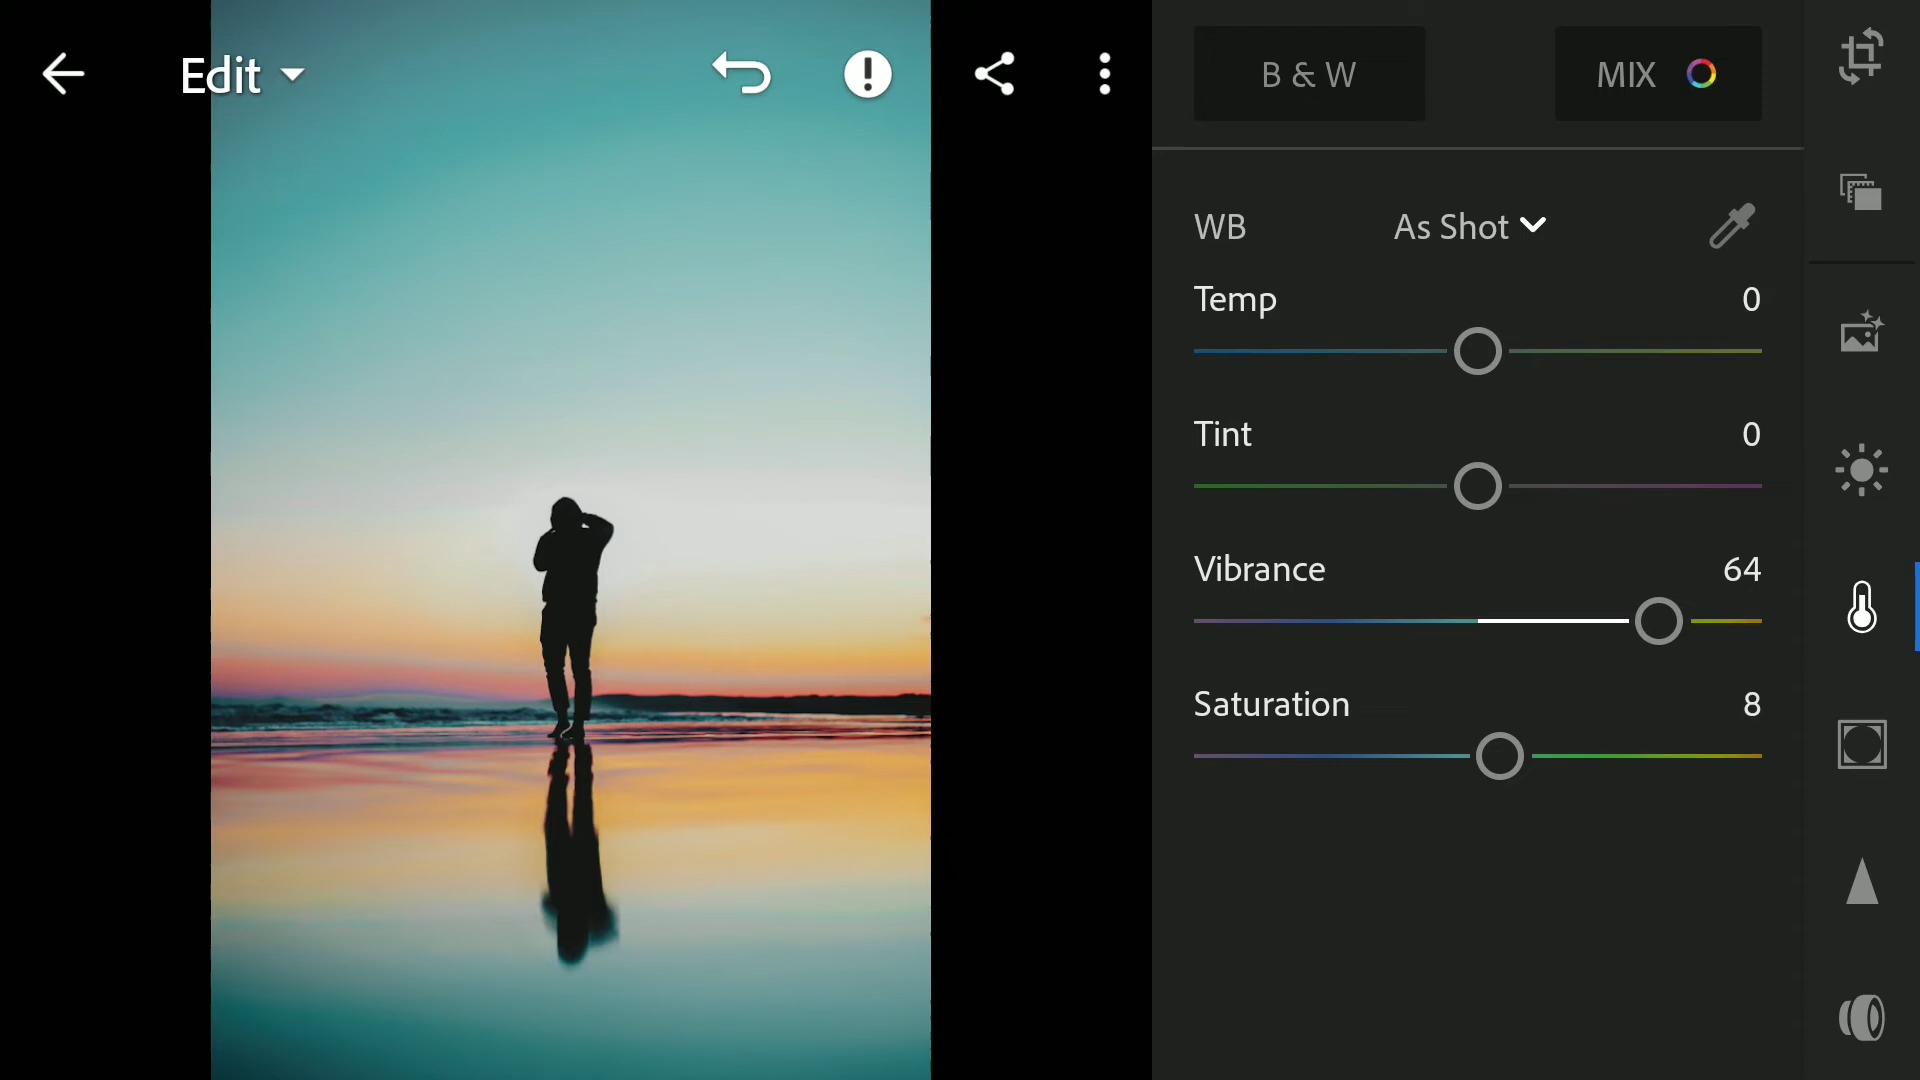 Edit
B & W
MIX
WB
As Shot
Temp
0
Tint
0
Vibrance
64
Saturation
8